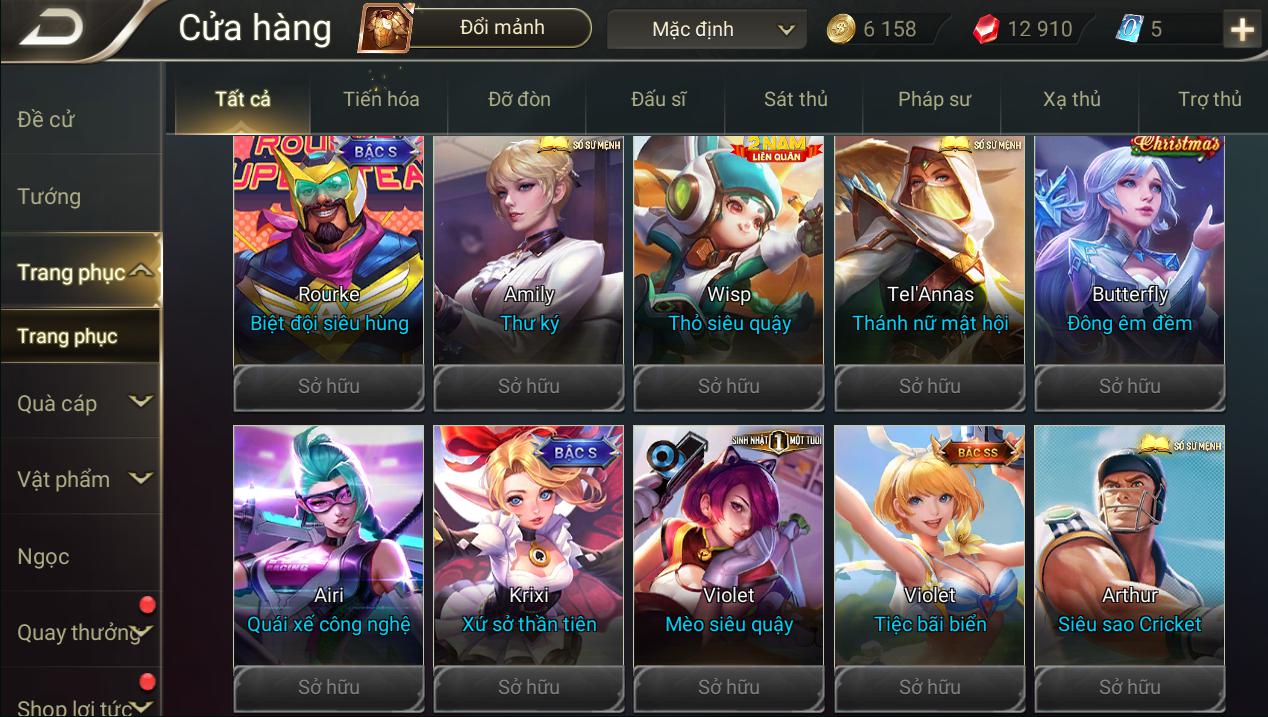 Cửa hàng
Đổi mảnh
Mặc định
6 158
12 910
5
Đề cử
Tướng
Trang phục
Trang phục
Quà cáp
Vật phẩm
Ngọc
Quay thưởng
Shop lợi tức
Tất cả
Tiến hóa
Đỡ đòn
Đấu sĩ
Sát thủ
Pháp sư
Xạ thủ
Trợ thủ
BẬC S
Rourke
Biệt đội siêu hùng
Sở hữu
SỔ SỨ MỆNH
Amily
Thư ký
Sở hữu
2 NĂM
LIÊN QUÂN
Wisp
Thỏ siêu quậy
Sở hữu
SỔ SỨ MỆNH
Tel'Annas
Thánh nữ mật hội
Sở hữu
Christmas
Butterfly
Đông êm đềm
Sở hữu
RACING
Airi
Quái xế công nghệ
Sở hữu
BẬC S
Krixi
Xứ sở thần tiên
Sở hữu
SINH NHẬT 1 MỘT TUỔI
Violet
Mèo siêu quậy
Sở hữu
BẬC SS
Violet
Tiệc bãi biển
Sở hữu
SỔ SỨ MỆNH
Arthur
Siêu sao Cricket
Sở hữu